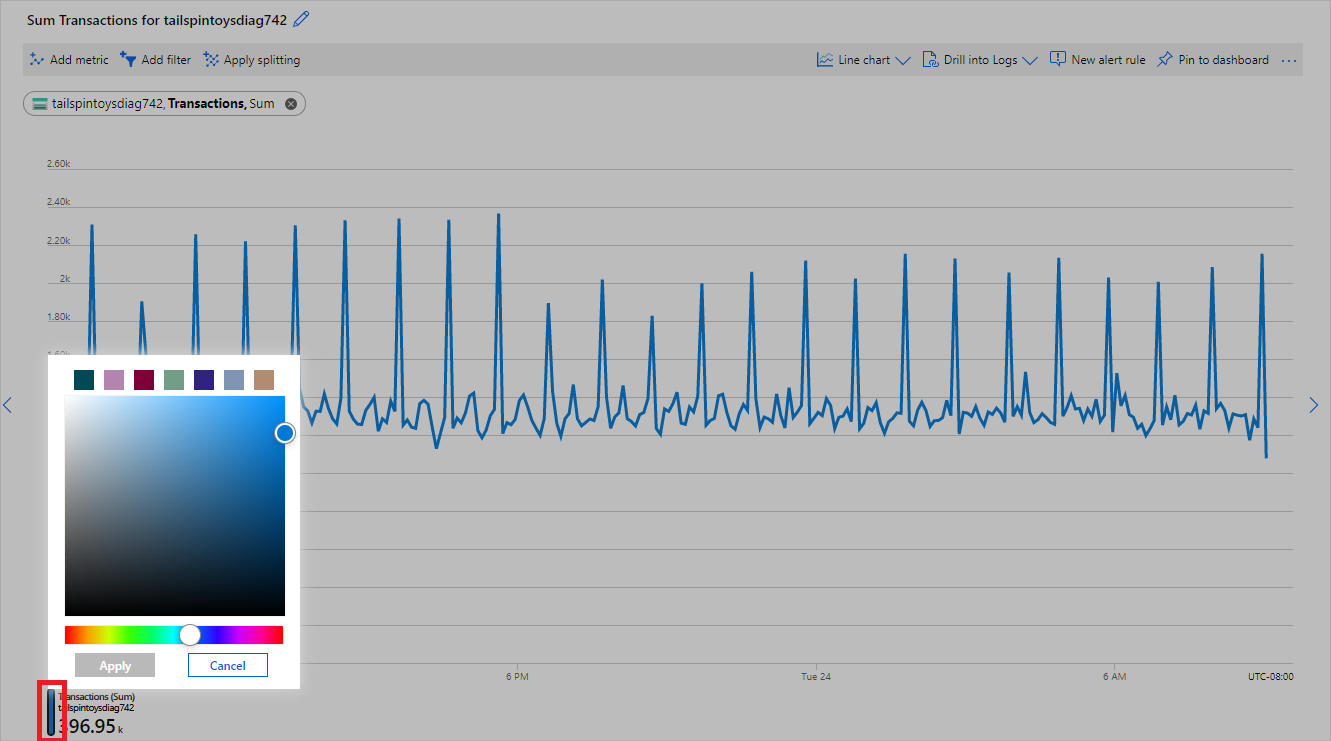 Sum Transactions for tailspintoysdiag742
Add metric Add filter Apply splitting Line chart Drill into Logs New alert rule Pin to dashboard ...
tailspintoysdiag742, Transactions, Sum
2.60k
2.40k
2.20k
2k
1.80k
1.60k
Apply Cancel
6 PM Tue 24 6 AM UTC-08:00
Transactions (Sum)
tailspintoysdiag742
396.95 k